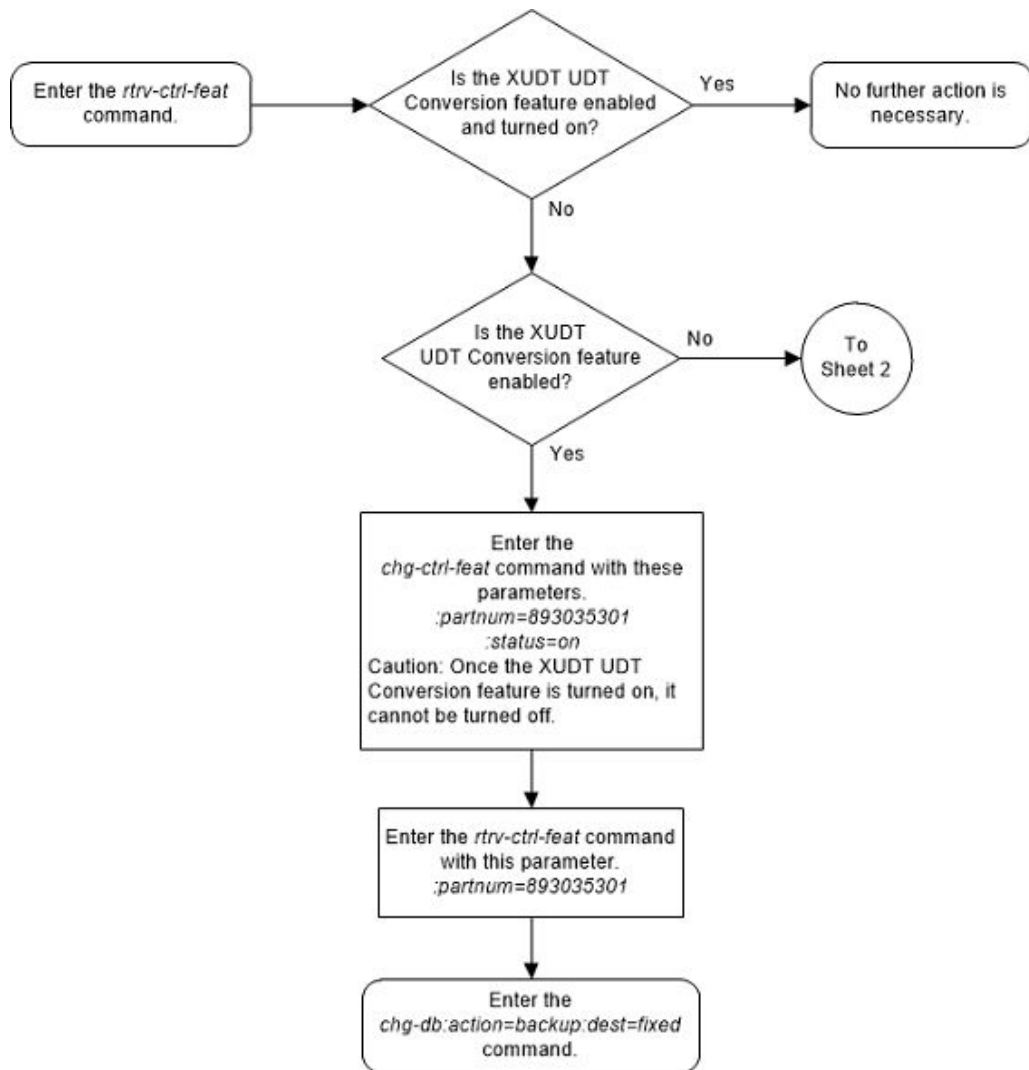 Enter the rtrv-ctrl-feat
command.
Is the XUDT UDT
Conversion feature enabled
and turned on?
Yes
No further action is
necessary.
No
Is the XUDT
UDT Conversion feature
enabled?
No
To
Sheet 2
Yes
Enter the
chg-ctrl-feat command with these
parameters.
:partnum=893035301
:status=on
Caution: Once the XUDT UDT
Conversion feature is turned on, it
cannot be turned off.
Enter the rtrv-ctrl-feat command
with this parameter.
:partnum=893035301
Enter the
chg-db:action=backup:dest=fixed
command.